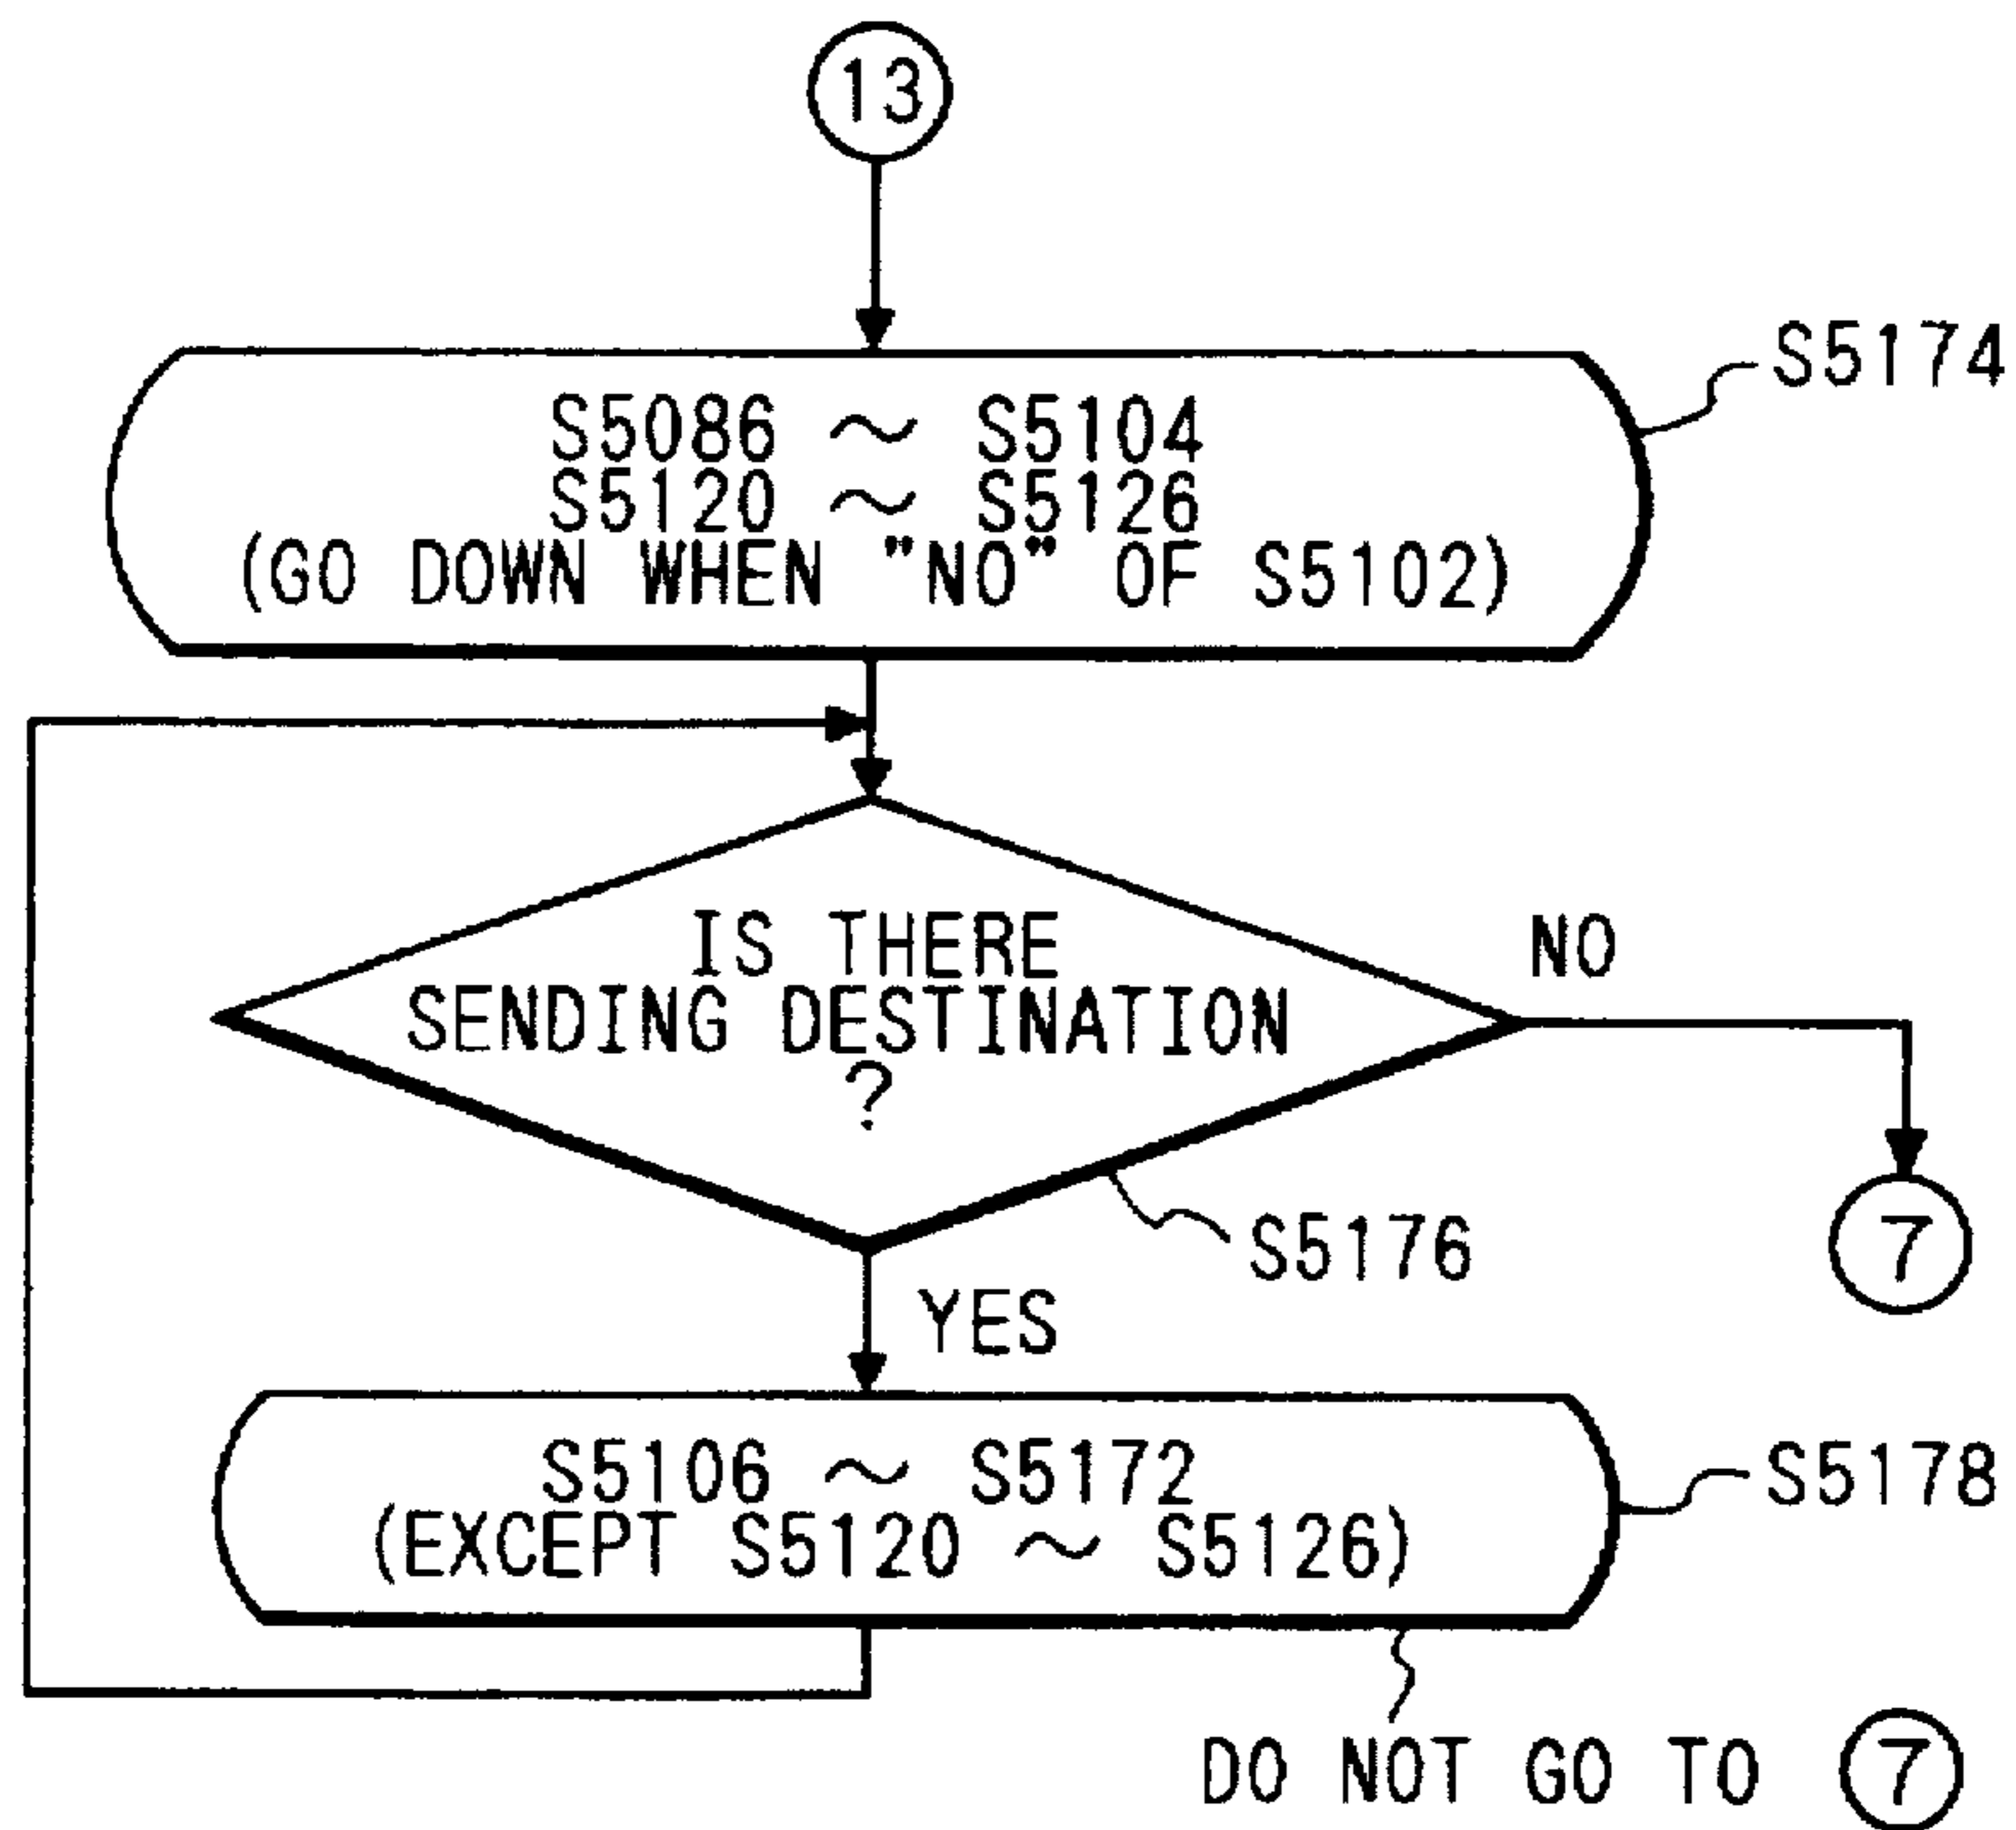 13
S5174
S5086 ~ S5104
S5120 ~ S5126
(GO DOWN WHEN "NO" OF S5102)
IS THERE
SENDING DESTINATION
?
NO
S5176
7
YES
S5106 ~ S5172
(EXCEPT S5120 ~ S5126)
S5178
DO NOT GO TO 7